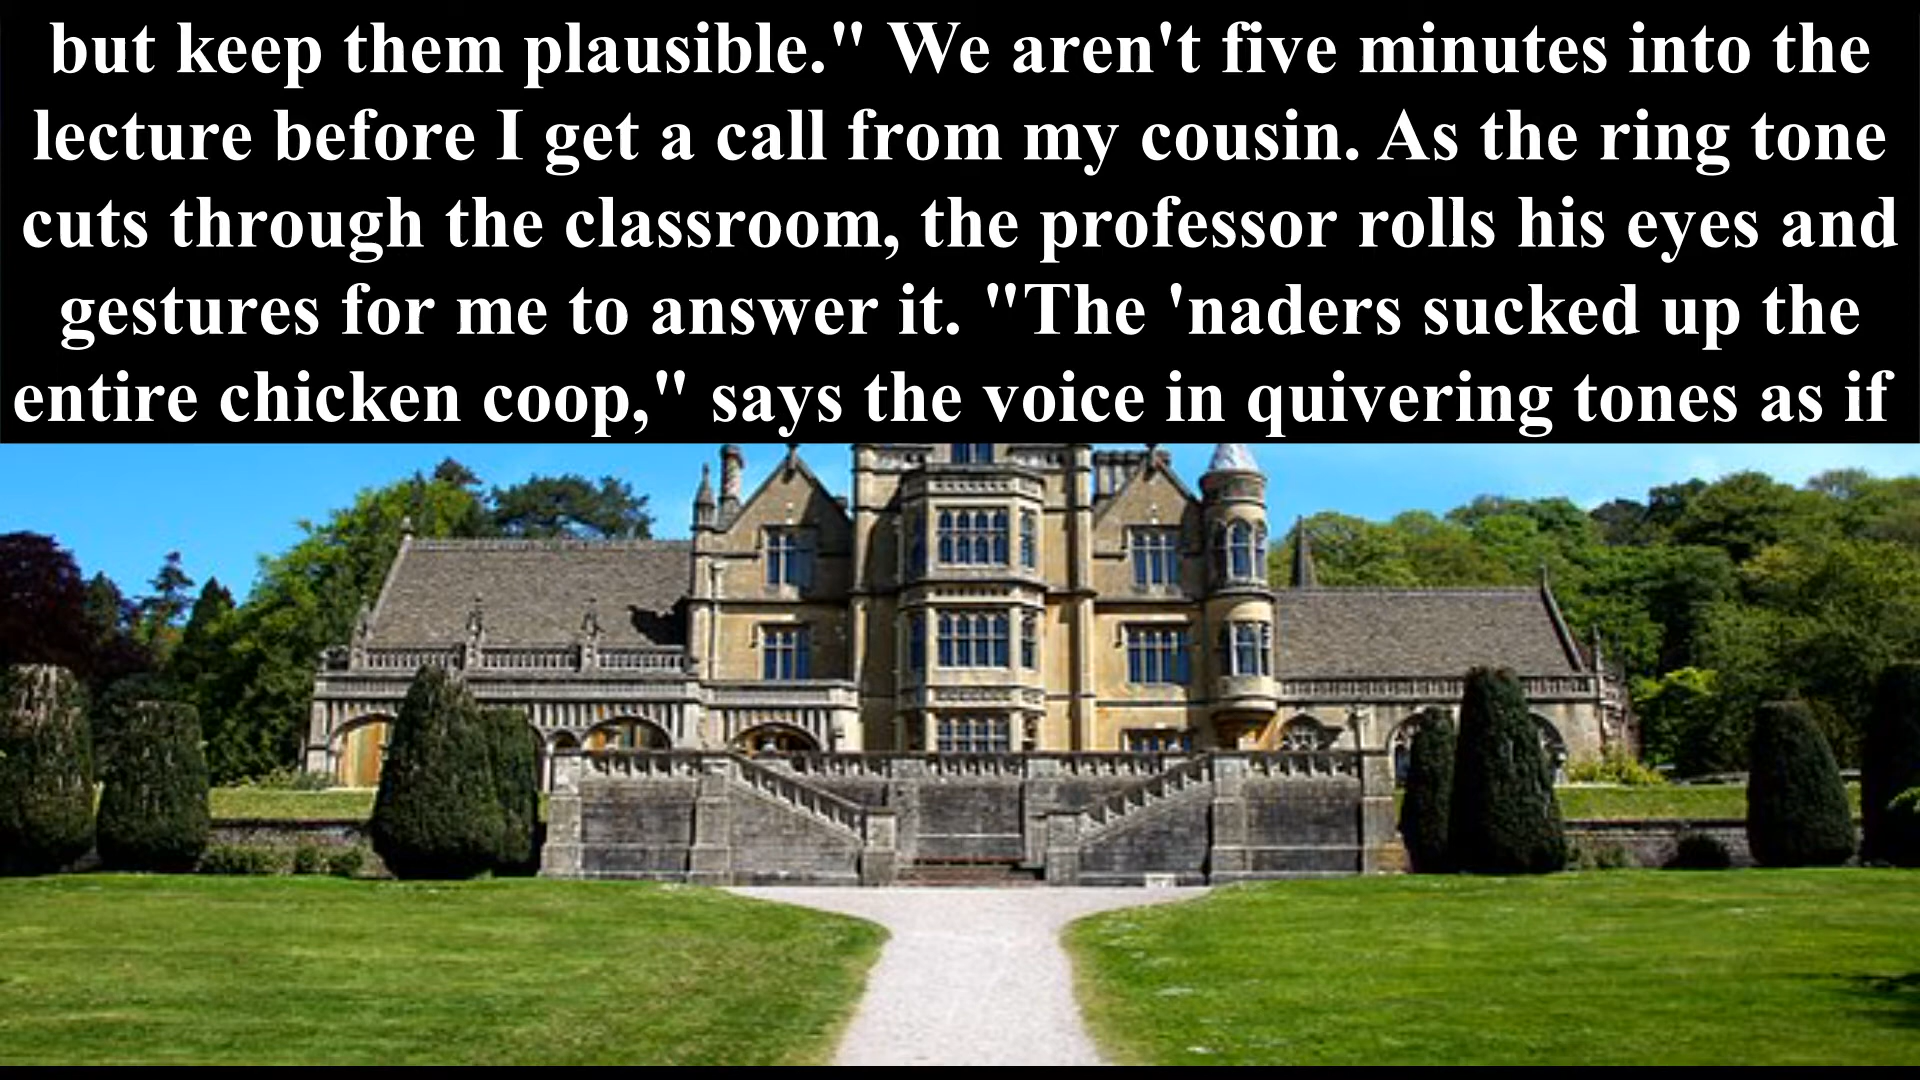 but keep them plausible." We aren't five minutes into the
lecture before I get a call from my cousin. As the ring tone
cuts through the classroom, the professor rolls his eyes and
gestures for me to answer it. "The 'naders sucked up the
entire chicken coop," says the voice in quivering tones as if